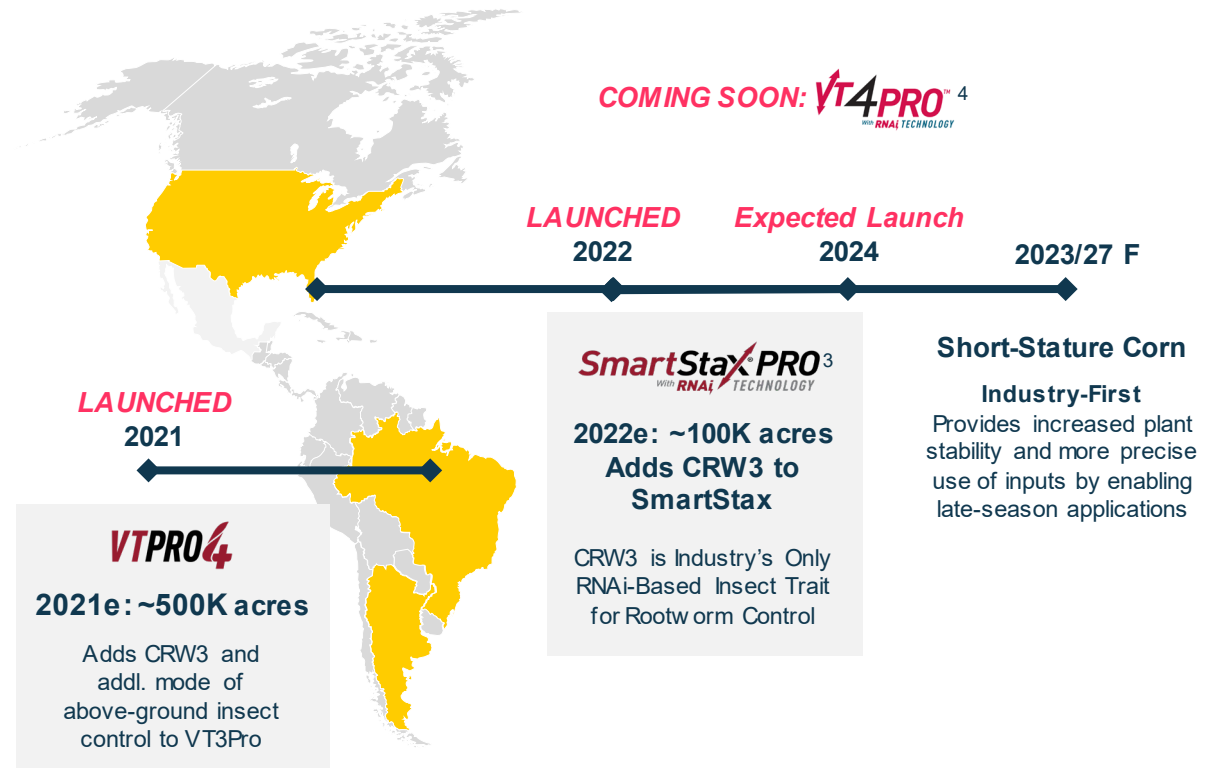 COMING SOON: VT4PRO™ 4
With RNAi TECHNOLOGY
LAUNCHED
2022
Expected Launch
2024
2023/27 F
SmartStax® PRO 3
With RNAi TECHNOLOGY
2022e: ~100K acres
Adds CRW3 to
SmartStax
CRW3 is Industry's Only
RNAi-Based Insect Trait
for Rootworm Control
Short-Stature Corn
Industry-First
Provides increased plant
stability and more precise
use of inputs by enabling
late-season applications
LAUNCHED
2021
VTPRO4
2021e: ~500K acres
Adds CRW3 and
addl. mode of
above-ground insect
control to VT3Pro